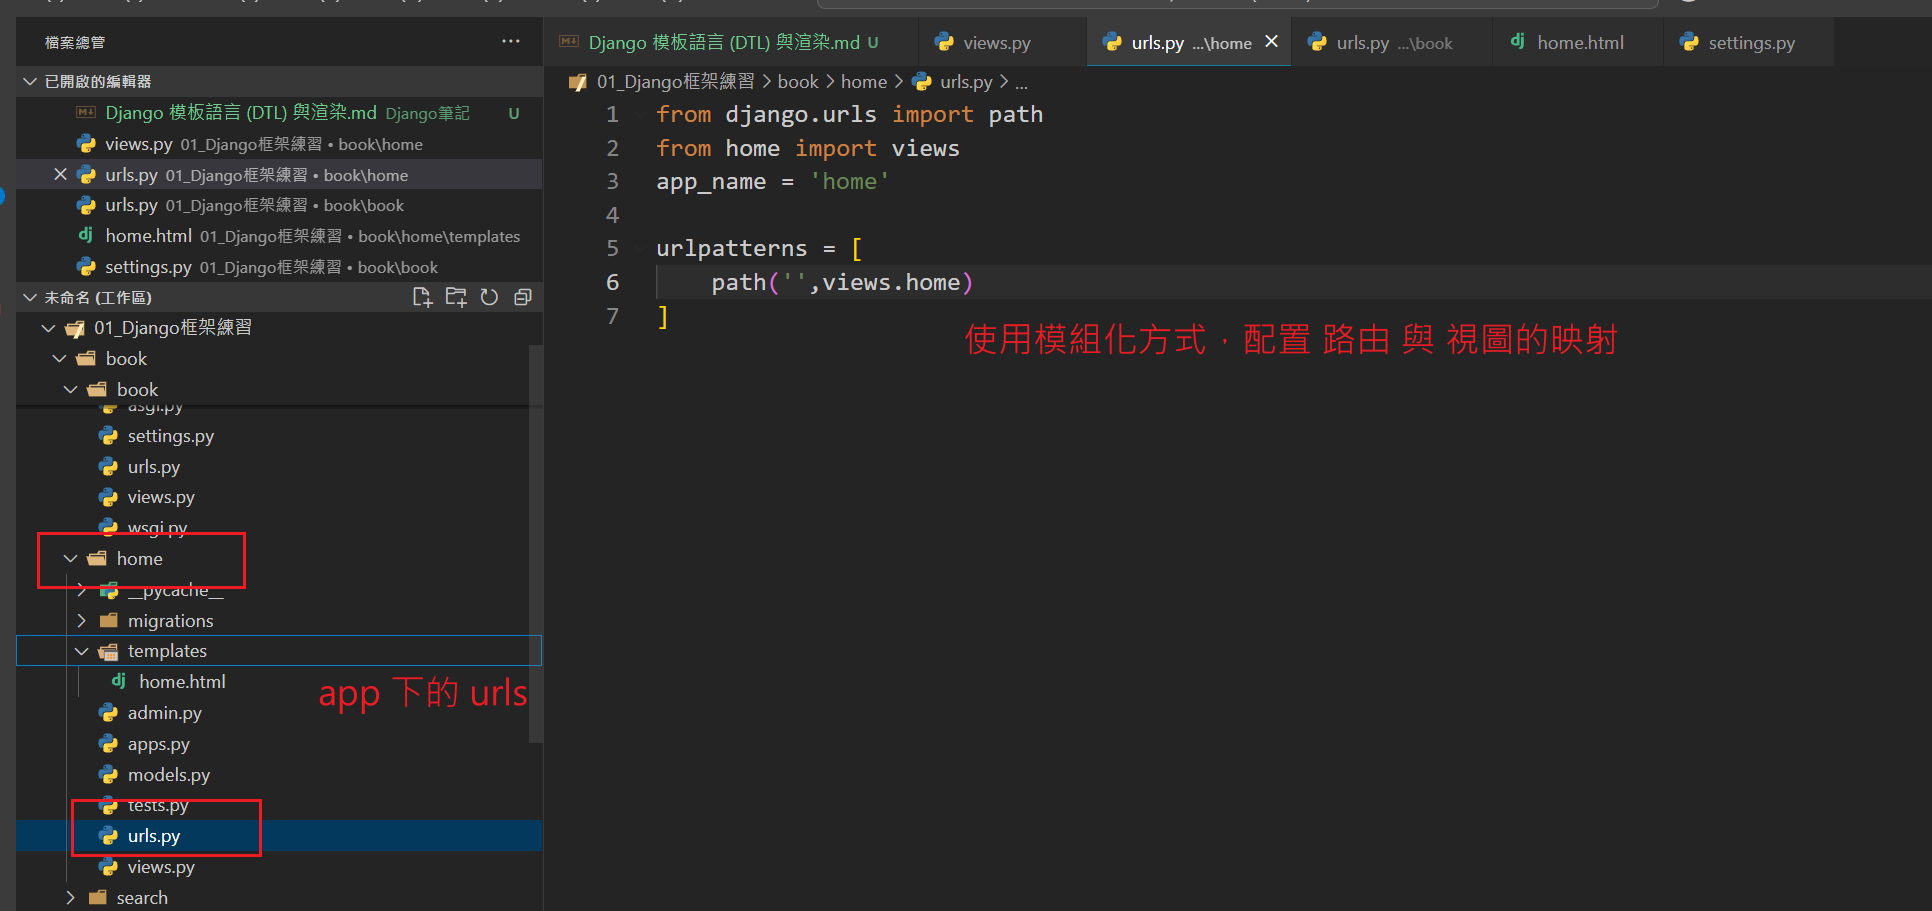 檔案總管 ···
Django 模板語言 (DTL) 與渲染.md U
views.py
urls.py ...\home
urls.py ...\book
home.html
settings.py
已開啟的編輯器
Django 模板語言 (DTL) 與渲染.md Django筆記 U
views.py 01_Django框架練習 • book\home
urls.py 01_Django框架練習 • book\home
urls.py 01_Django框架練習 • book\book
home.html 01_Django框架練習 • book\home\templates
settings.py 01_Django框架練習 • book\book
未命名 (工作區)
01_Django框架練習
book
book
asgi.py
settings.py
urls.py
views.py
wsgi.py
home
__pycache__
migrations
templates
home.html
admin.py
apps.py
models.py
tests.py
urls.py
views.py
search
app 下的 urls
01_Django框架練習 > book > home > urls.py > ...
1 from django.urls import path
2 from home import views
3 app_name = 'home'
4
5 urlpatterns = [
6 path('',views.home)
7 ]
使用模組化方式，配置 路由 與 視圖的映射